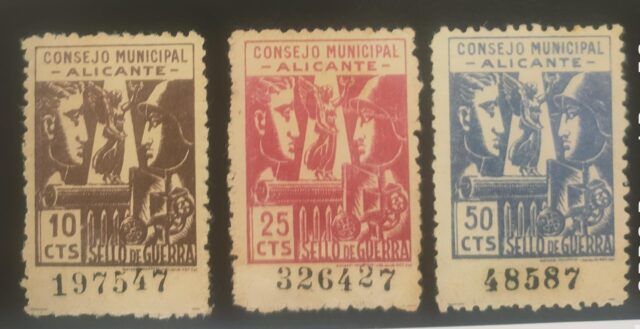 CONSEJO MUNICIPAL
-ALICANTE-
10
CTS
SELLO DE GUERRA
197547
CONSEJO MUNICIPAL
-ALICANTE-
25
CTS
SELLO DE GUERRA
326427
CONSEJO MUNICIPAL
-ALICANTE-
50
CTS
SELLO DE GUERRA
48587